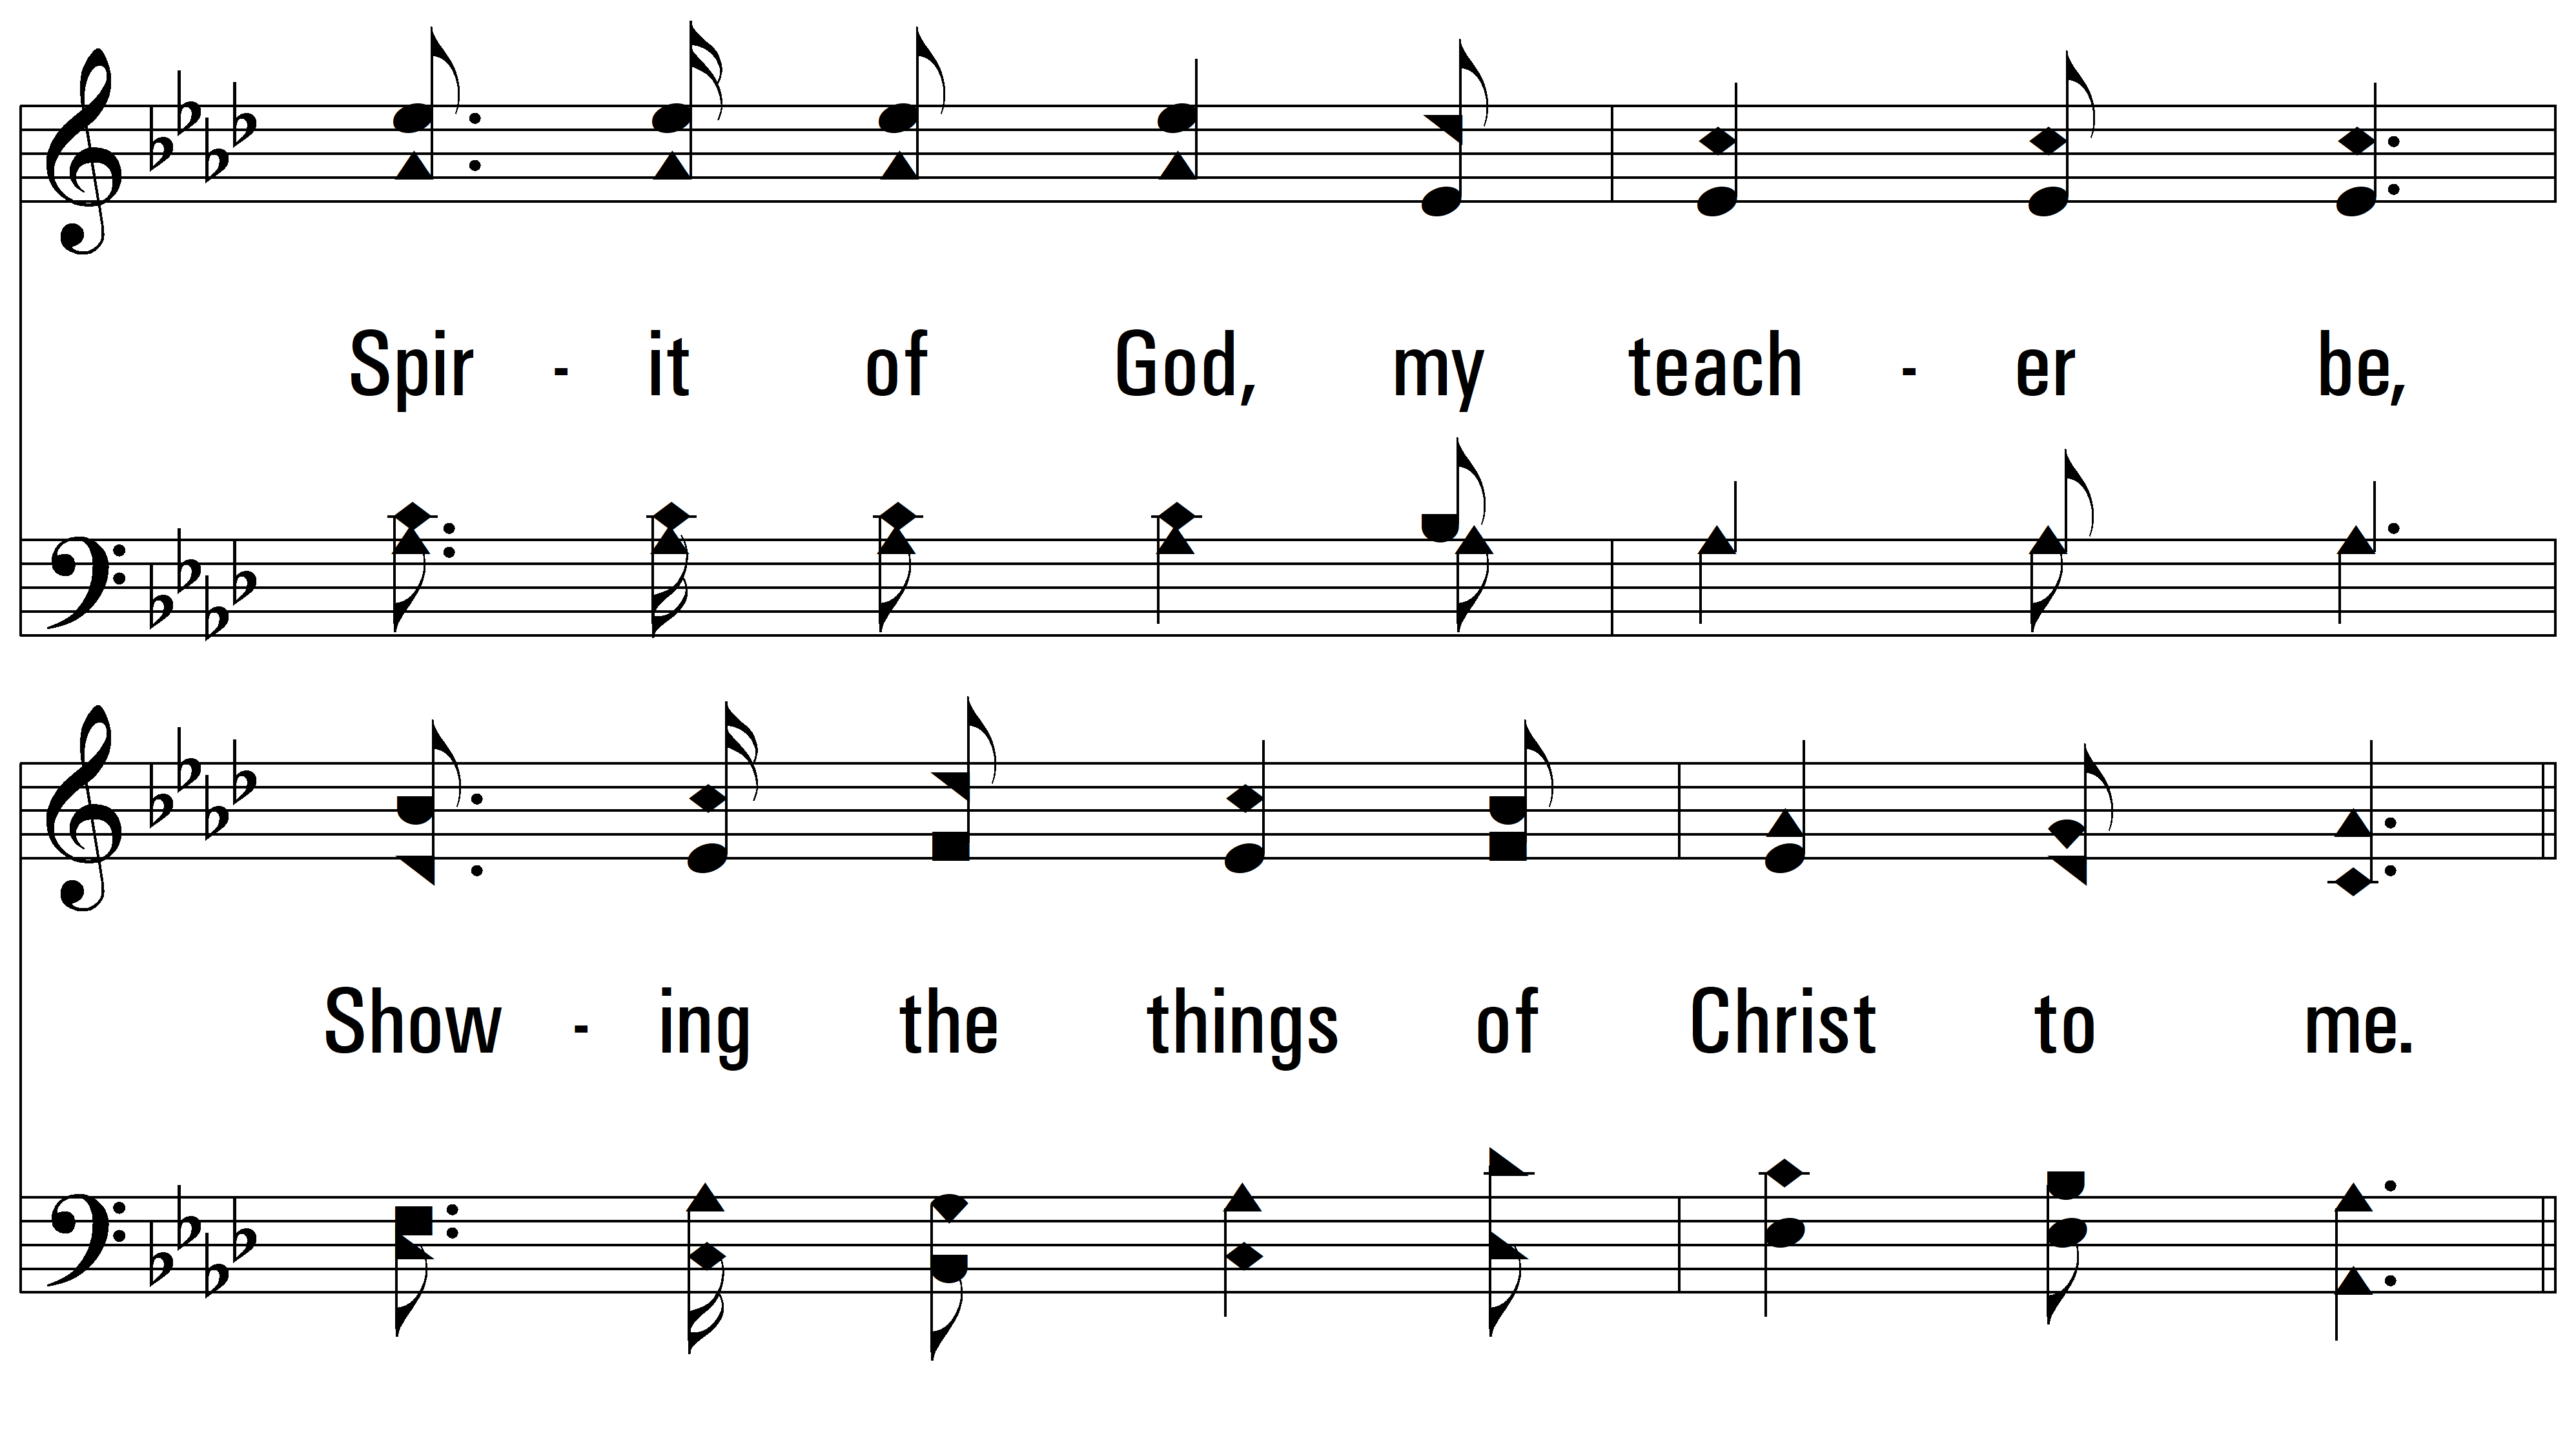 Spir - it of God, my teach - er be,
Show - ing the things of Christ to me.